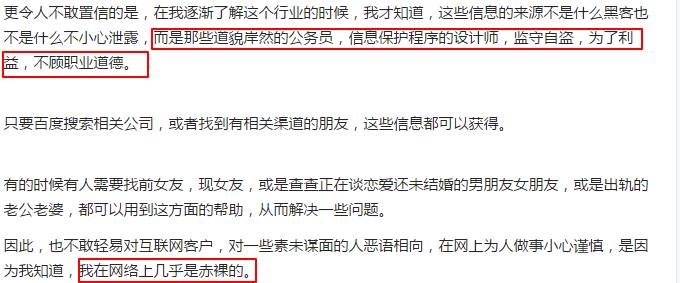 更令人不敢置信的是，在我逐渐了解这个行业的时候，我才知道，这些信息的来源不是什么黑客也
不是什么不小心泄露，而是那些道貌岸然的公务员，信息保护程序的设计师，监守自盗，为了利
益，不顾职业道德。
只要百度搜索相关公司，或者找到有相关渠道的朋友，这些信息都可以获得。
有的时候有人需要找前女友，现女友，或是查查正在谈恋爱还未结婚的男朋友女朋友，或是出轨的
老公老婆，都可以用到这方面的帮助，从而解决一些问题。
因此，也不敢轻易对互联网客户，对一些素未谋面的人恶语相向，在网上为人做事小心谨慎，是因
为我知道，我在网络上几乎是赤裸的。